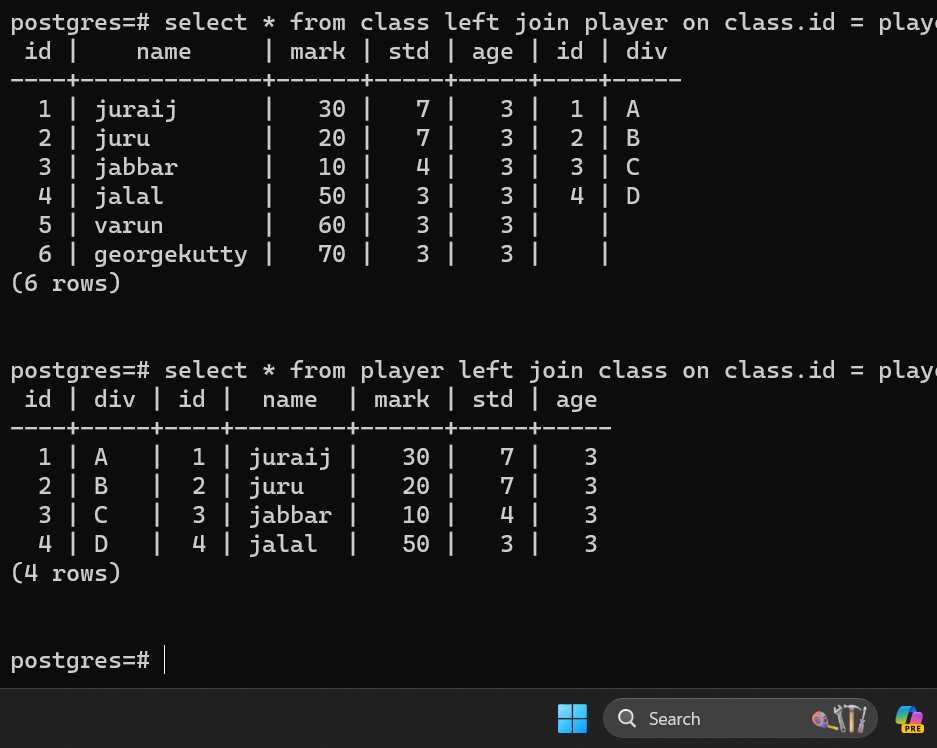 postgres=# select * from class left join player on class.id = play
 id |     name     | mark | std | age | id | div
----+--------------+------+-----+-----+----+-----
  1 | juraij       |   30 |   7 |   3 |  1 | A
  2 | juru         |   20 |   7 |   3 |  2 | B
  3 | jabbar       |   10 |   4 |   3 |  3 | C
  4 | jalal        |   50 |   3 |   3 |  4 | D
  5 | varun        |   60 |   3 |   3 |    |
  6 | georgekutty  |   70 |   3 |   3 |    |
(6 rows)
postgres=# select * from player left join class on class.id = play
 id | div | id |  name  | mark | std | age
----+-----+----+--------+------+-----+-----
  1 | A   |  1 | juraij |   30 |   7 |   3
  2 | B   |  2 | juru   |   20 |   7 |   3
  3 | C   |  3 | jabbar |   10 |   4 |   3
  4 | D   |  4 | jalal  |   50 |   3 |   3
(4 rows)
postgres=#
Search
PRE